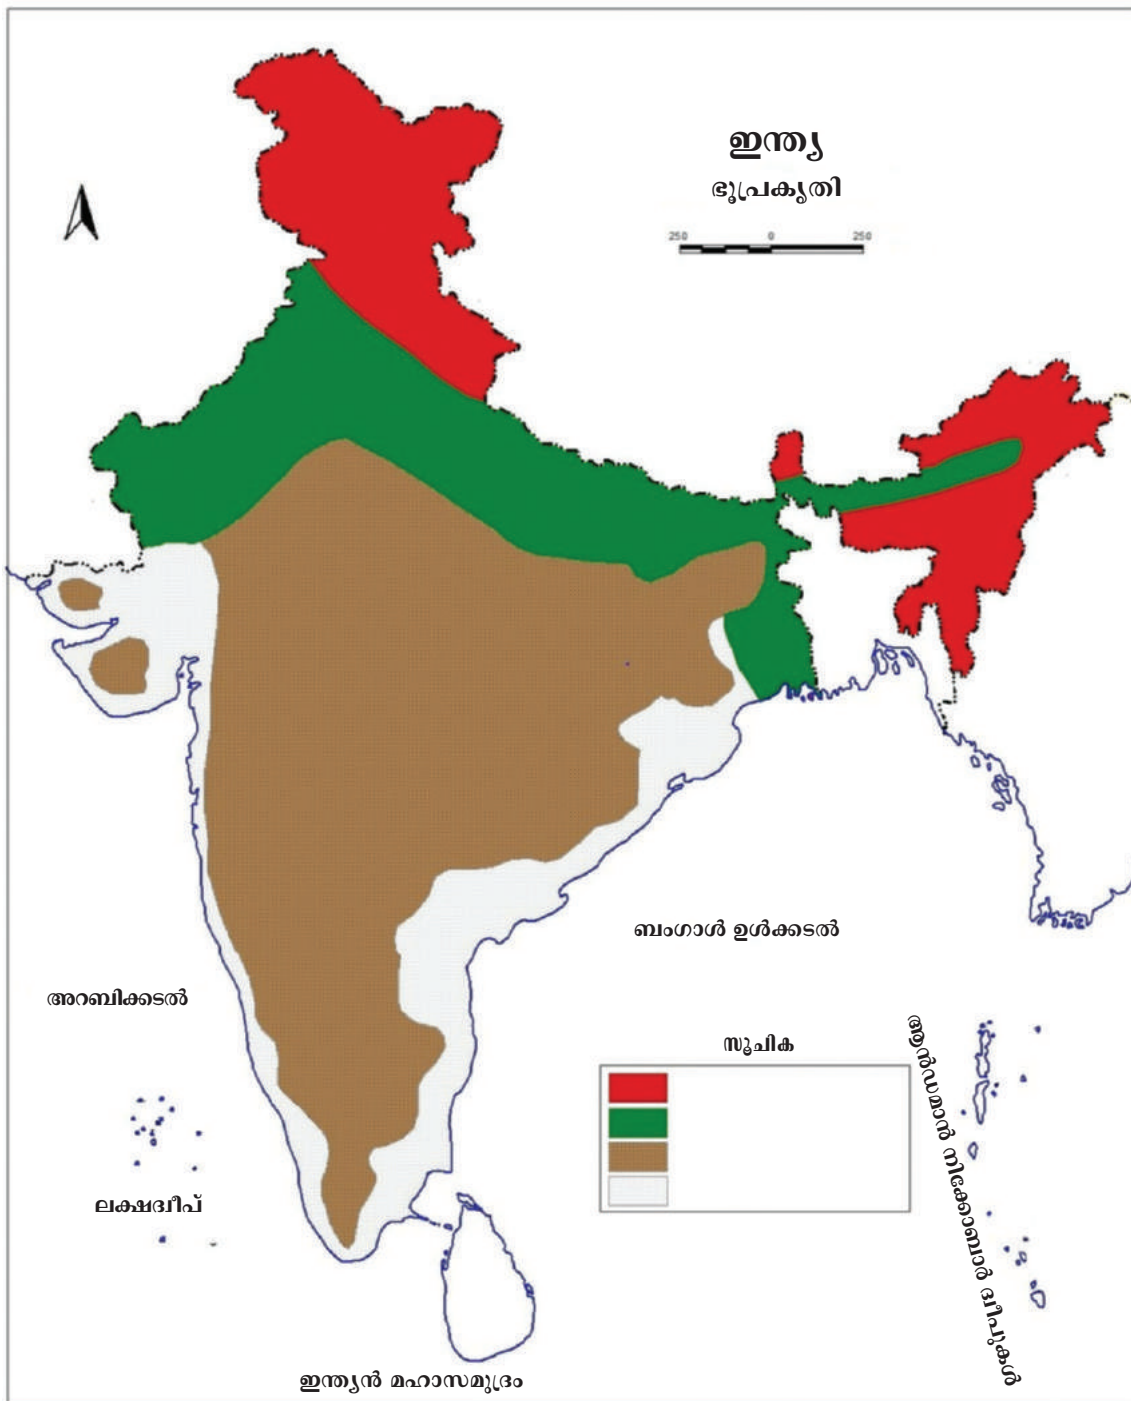 ഇന്ത്യ
ഭൂപ്രകൃതി
250 0 250
ബംഗാൾ ഉൾക്കടൽ
അറബിക്കടൽ
സൂചിക
ആൻഡമാൻ നിക്കോബാർ ദ്വീപുകൾ
ലക്ഷദ്വീപ്
ഇന്ത്യൻ മഹാസമുദ്രം